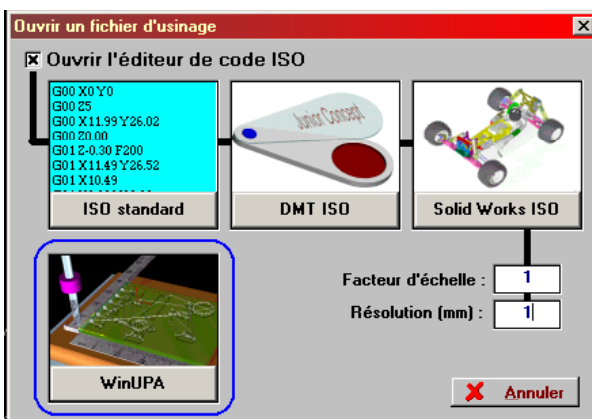 Ouvrir un fichier d'usinage
Ouvrir l'éditeur de code ISO
G00 X0 Y0
G00 Z5
G00 X11.99 Y26.02
G00 Z0.00
G01 Z-0.30 F200
G01 X11.49 Y26.52
G01 X10.49
Junior Concept
ISO standard
DMT ISO
Solid Works ISO
Facteur d'échelle : 1
Résolution (mm) : 1
WinUPA
Annuler